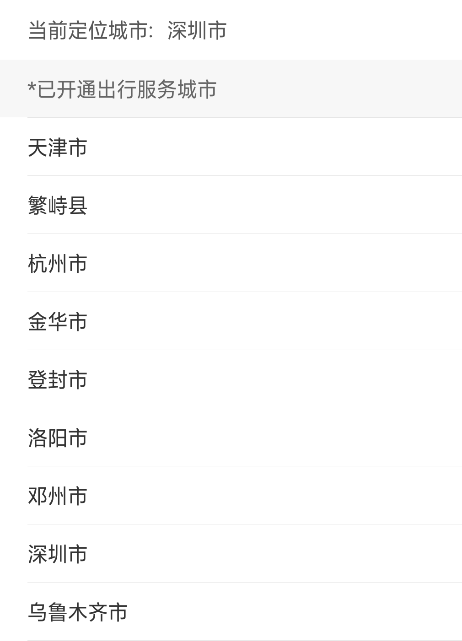 当前定位城市: 深圳市
*已开通出行服务城市
天津市
繁峙县
杭州市
金华市
登封市
洛阳市
邓州市
深圳市
乌鲁木齐市